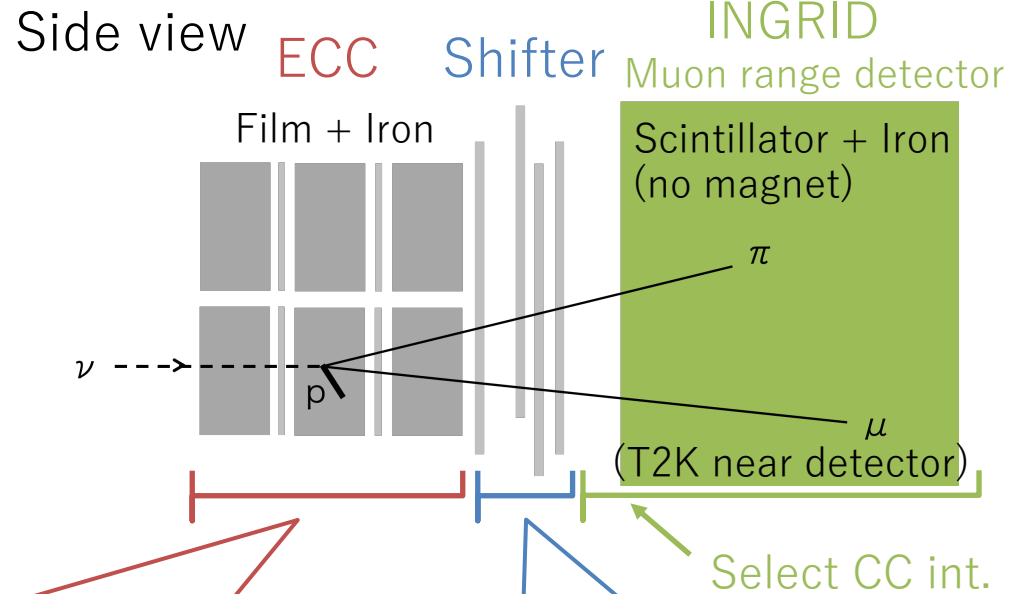 Side view
ECC
Shifter
INGRID
Muon range detector
Film + Iron
Scintillator + Iron
(no magnet)
π
ν
p
μ
(T2K near detector)
Select CC int.